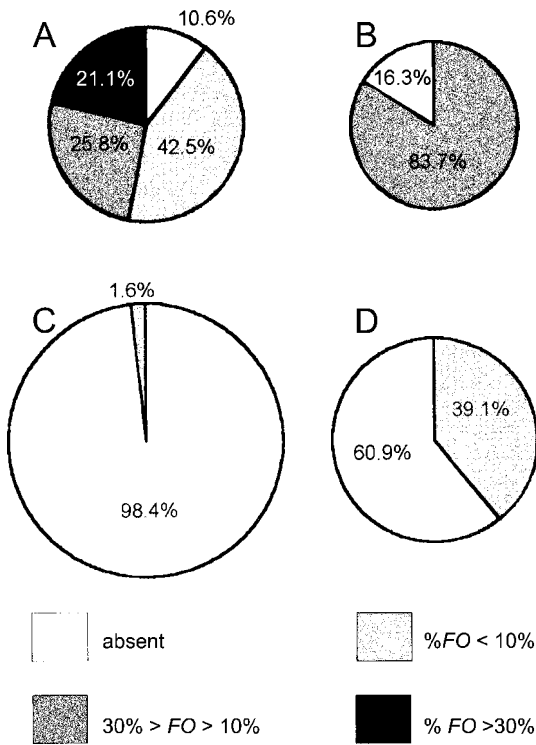 10.6%
A
B
21.1%
16.3%
25.8%
42.5%
83.7%
1.6%
C
D
39.1%
60.9%
98.4%
absent
%FO < 10%
30% > FO > 10%
% FO >30%